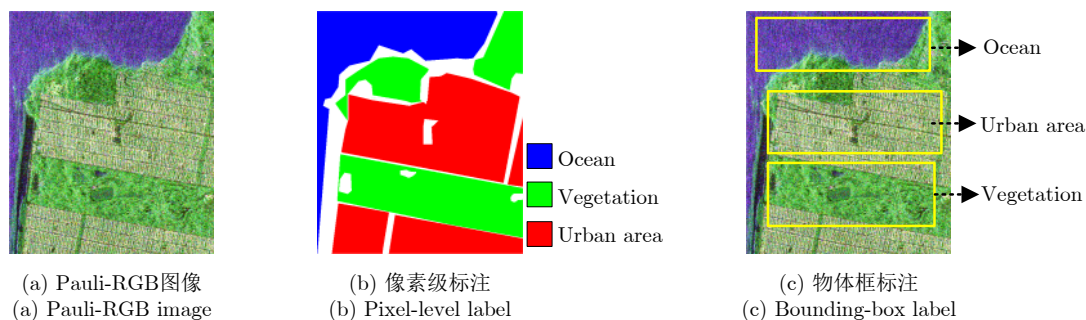 Ocean
Vegetation
Urban area
Ocean
Urban area
Vegetation
(a) Pauli-RGB图像
(a) Pauli-RGB image
(b) 像素级标注
(b) Pixel-level label
(c) 物体框标注
(c) Bounding-box label